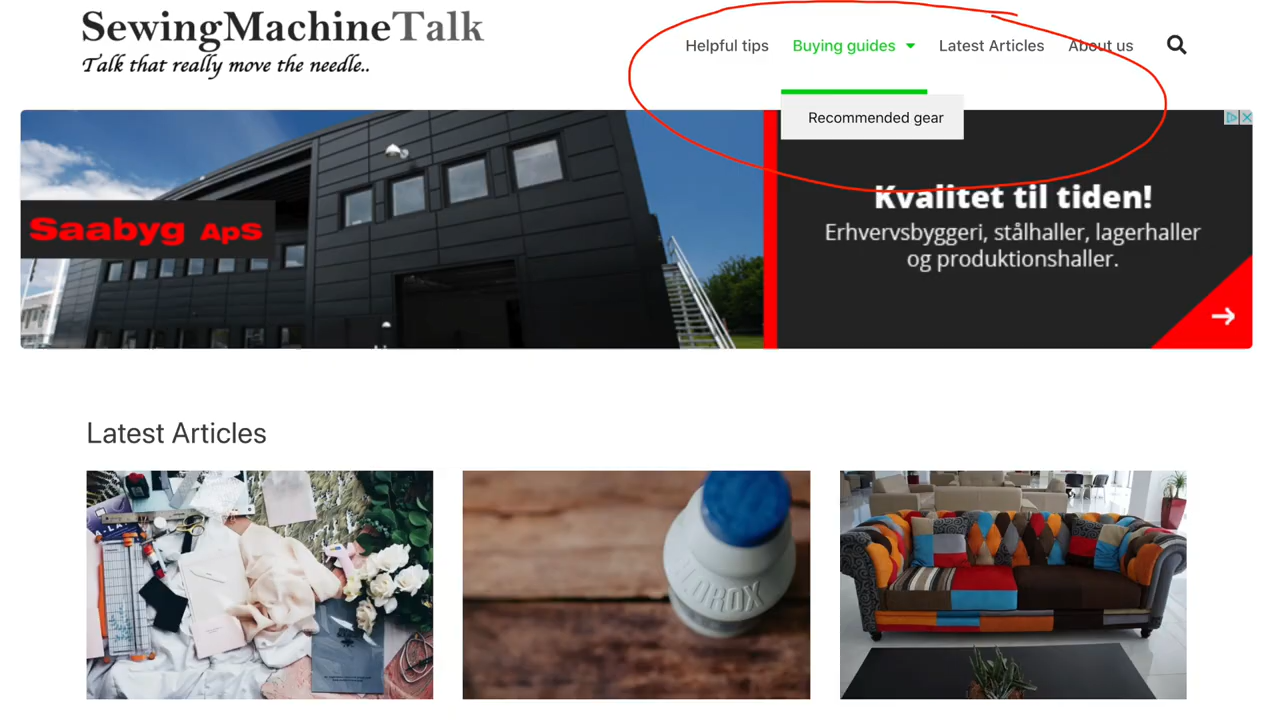 SewingMachineTalk
Talk that really move the needle..
Helpful tips
Buying guides
Latest Articles
About us
Recommended gear
Saabyg ApS
Kvalitet til tiden!
Erhvervsbyggeri, stålhaller, lagerhaller
og produktionshaller.
Latest Articles